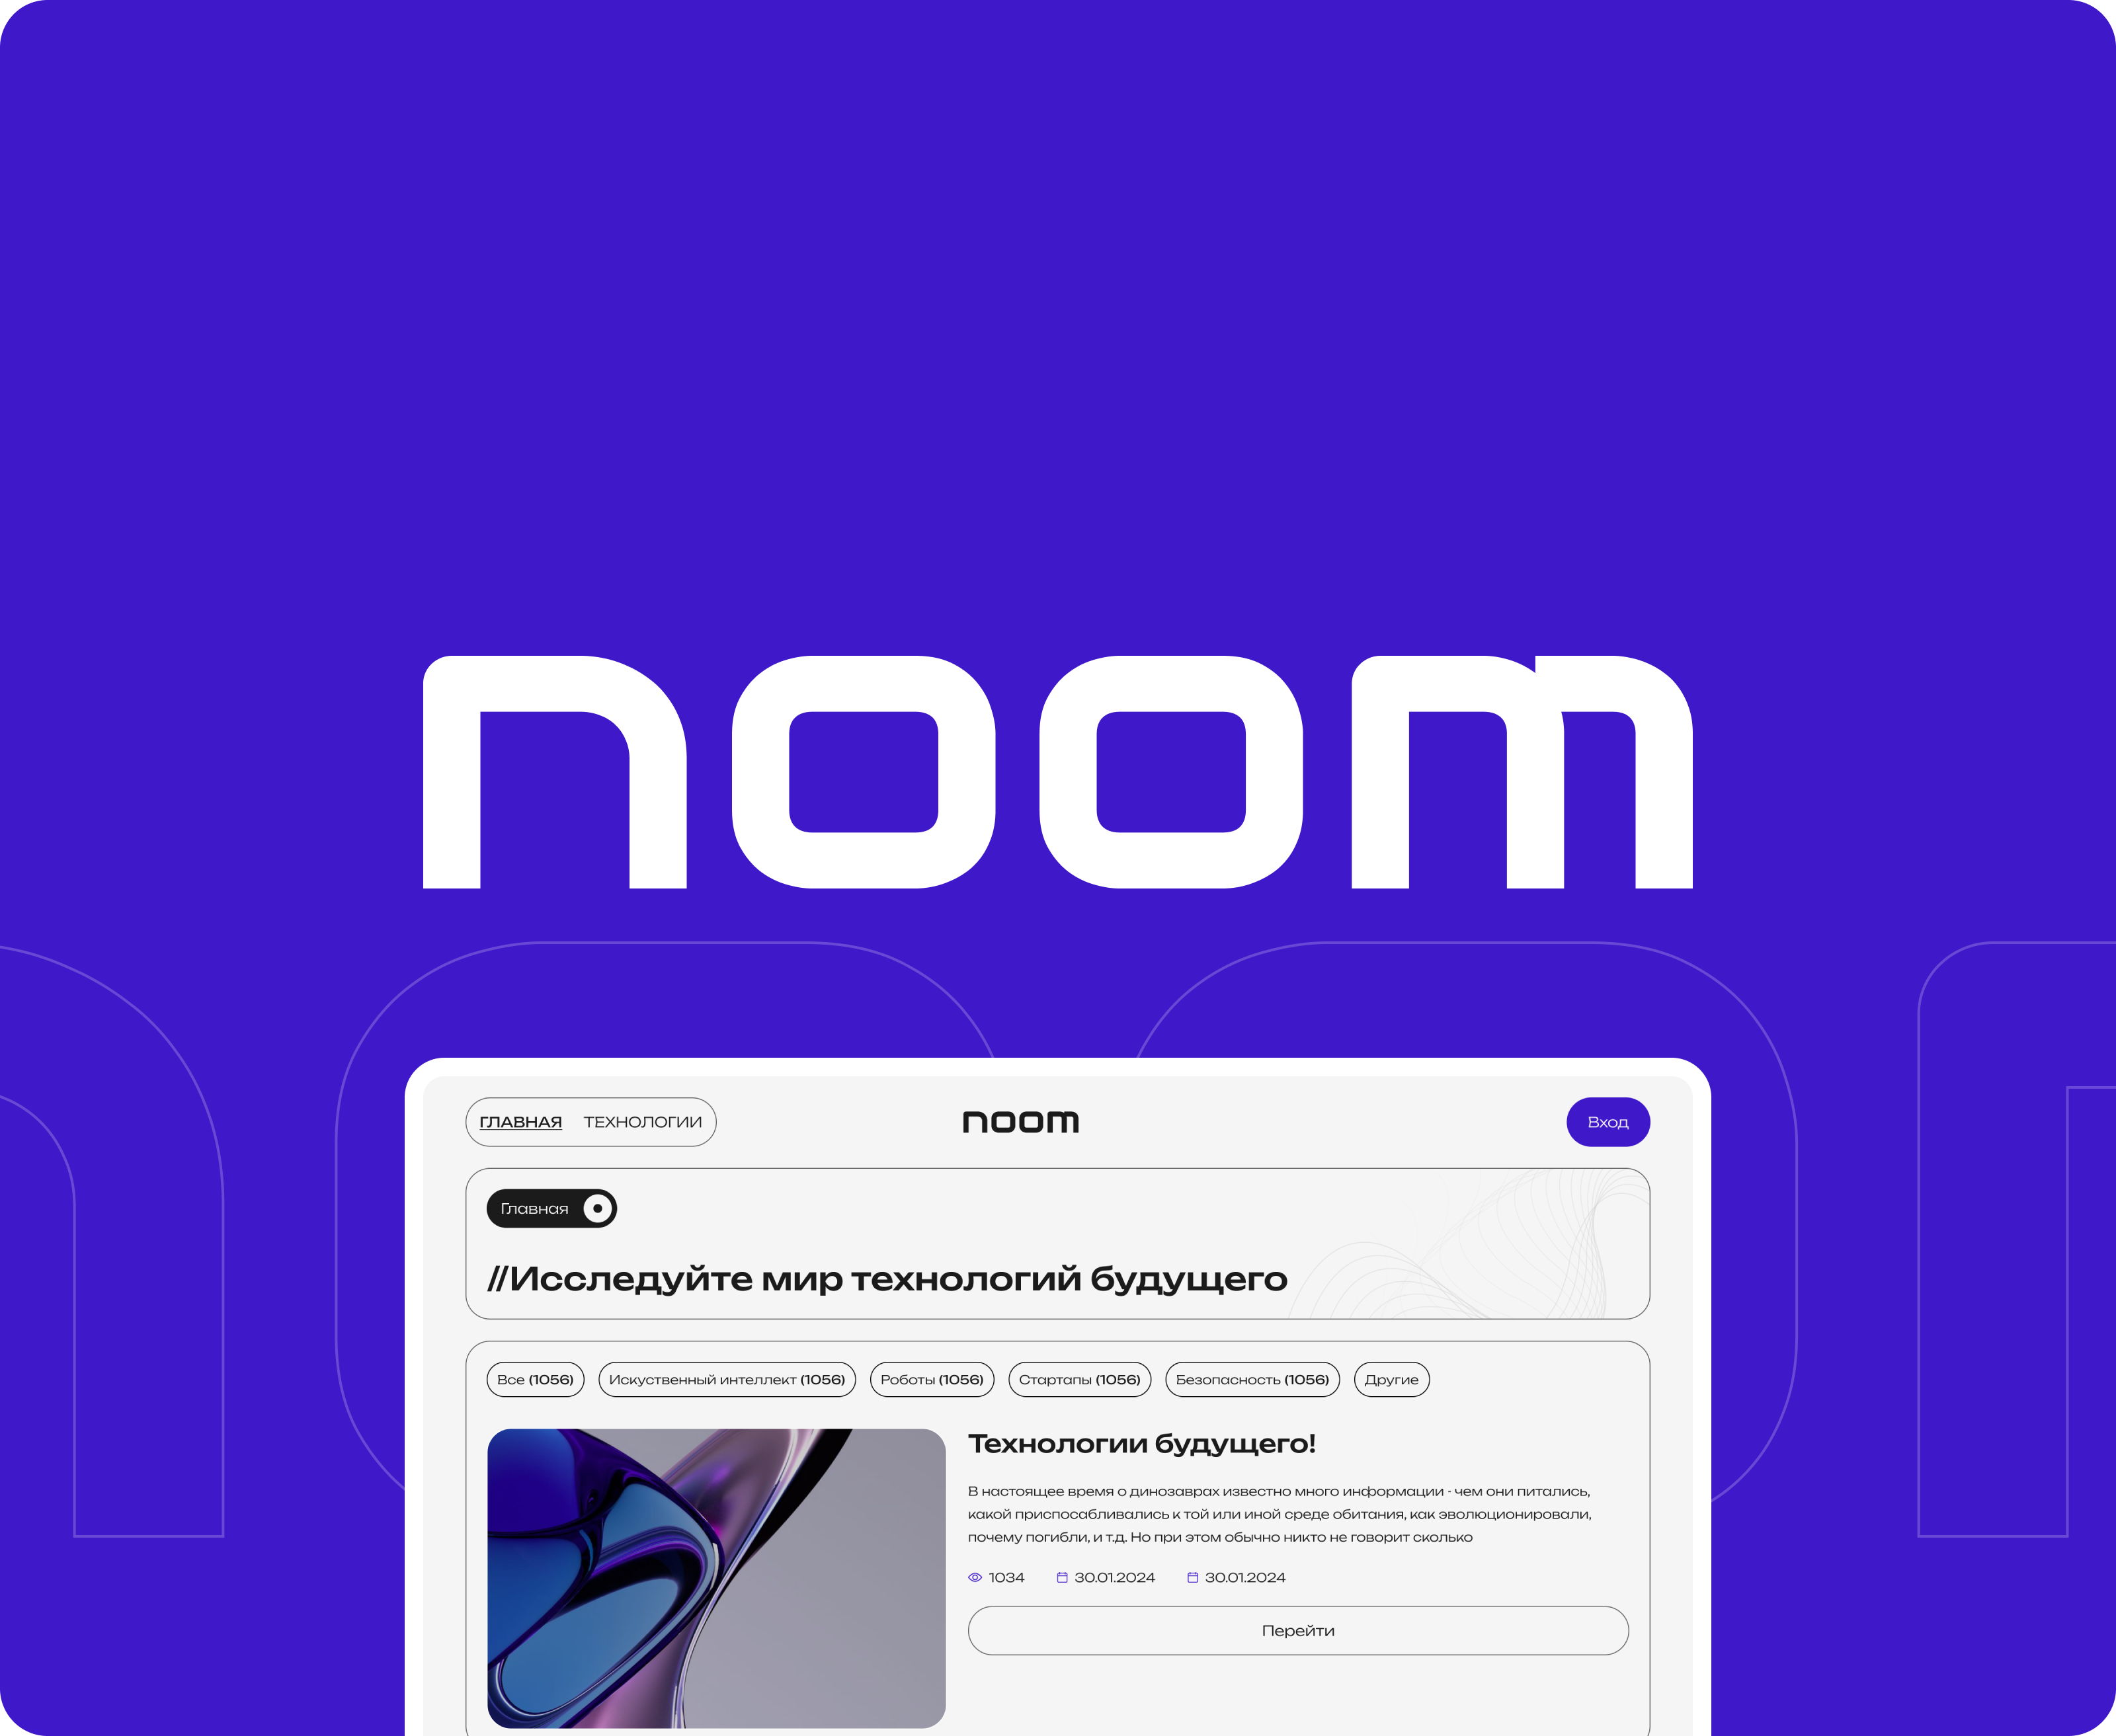 noom
ГЛАВНАЯ ТЕХНОЛОГИИ
noom
Вход
Главная
//Исследуйте мир технологий будущего
Все (1056) Искуственный интеллект (1056) Роботы (1056) Стартапы (1056) Безопасность (1056) Другие
Технологии будущего!
В настоящее время о динозаврах известно много информации - чем они питались,
какой приспосабливались к той или иной среде обитания, как эволюционировали,
почему погибли, и т.д. Но при этом обычно никто не говорит сколько
1034 30.01.2024 30.01.2024
Перейти